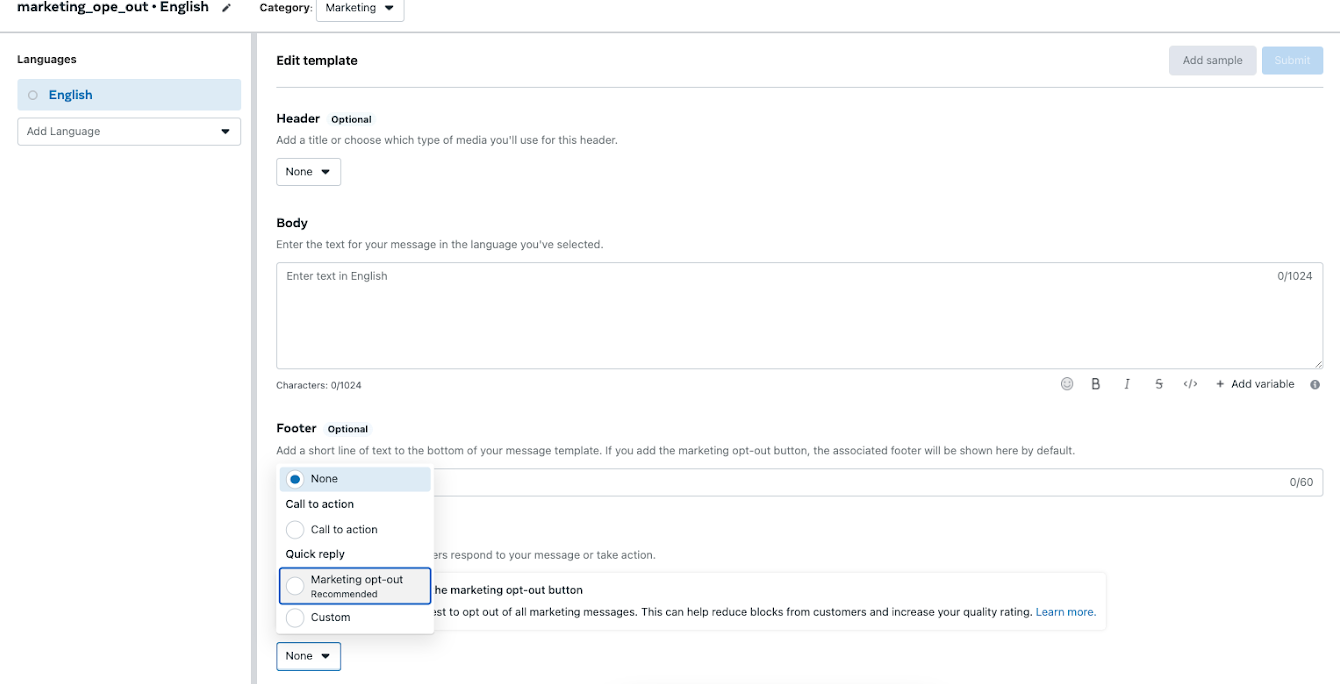 marketing_ope_out • English
Category: Marketing
Languages
English
Add Language
Edit template
Add sample
Submit
Header Optional
Add a title or choose which type of media you'll use for this header.
None
Body
Enter the text for your message in the language you've selected.
Enter text in English
0/1024
Characters: 0/1024
B I S </> + Add variable
Footer Optional
Add a short line of text to the bottom of your message template. If you add the marketing opt-out button, the associated footer will be shown here by default.
None
0/60
Call to action
Call to action
Quick reply
ers respond to your message or take action.
Marketing opt-out
Recommended
he marketing opt-out button
est to opt out of all marketing messages. This can help reduce blocks from customers and increase your quality rating. Learn more.
Custom
None